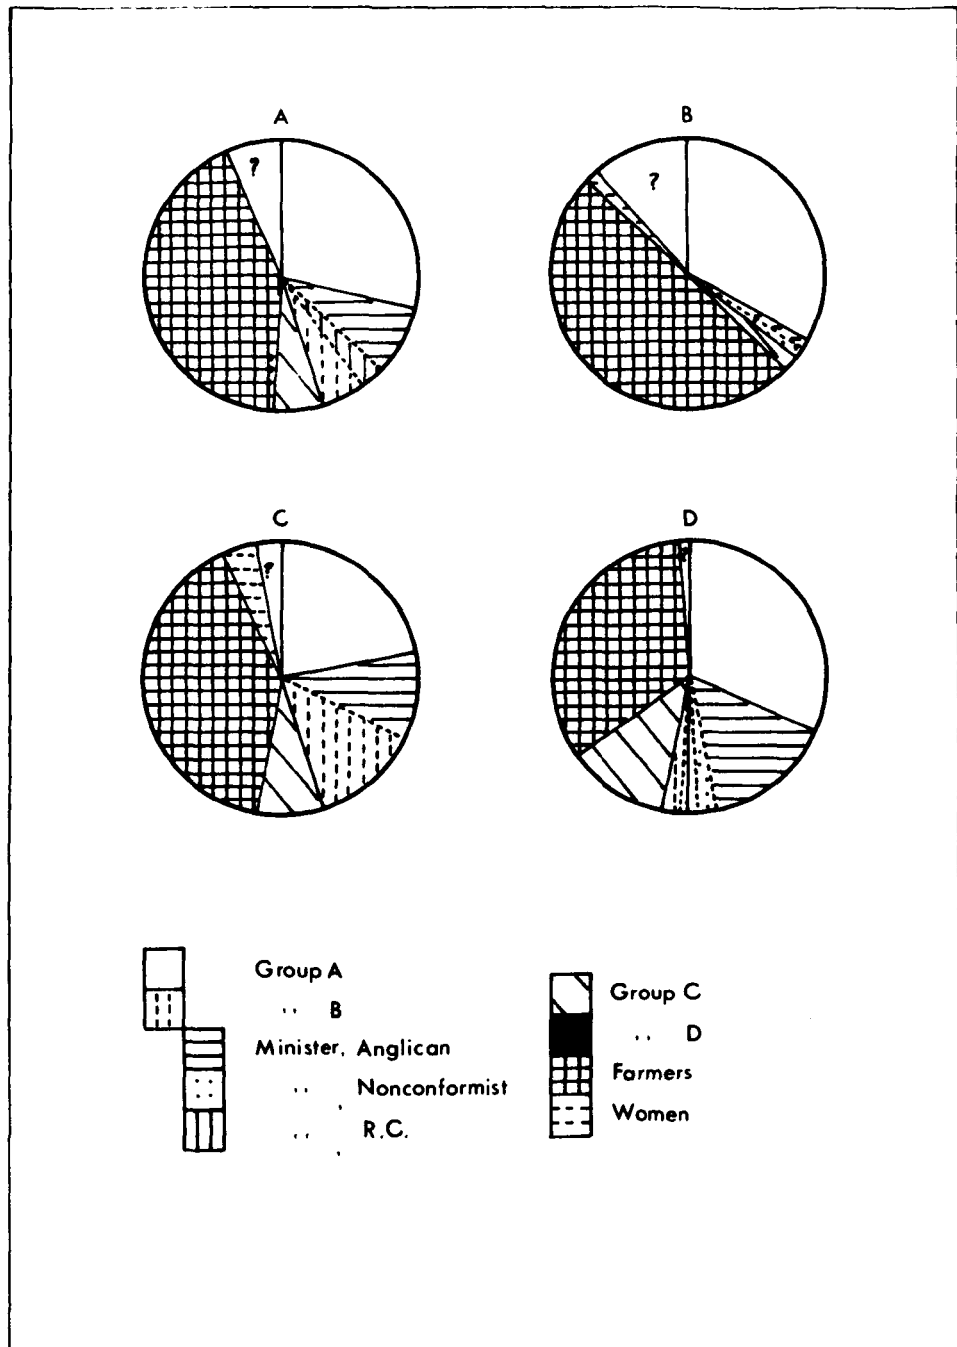 A
B
?
?
C
D
?
?
Group A
" B
Minister, Anglican
" , Nonconformist
" , R.C.
Group C
" D
Farmers
Women